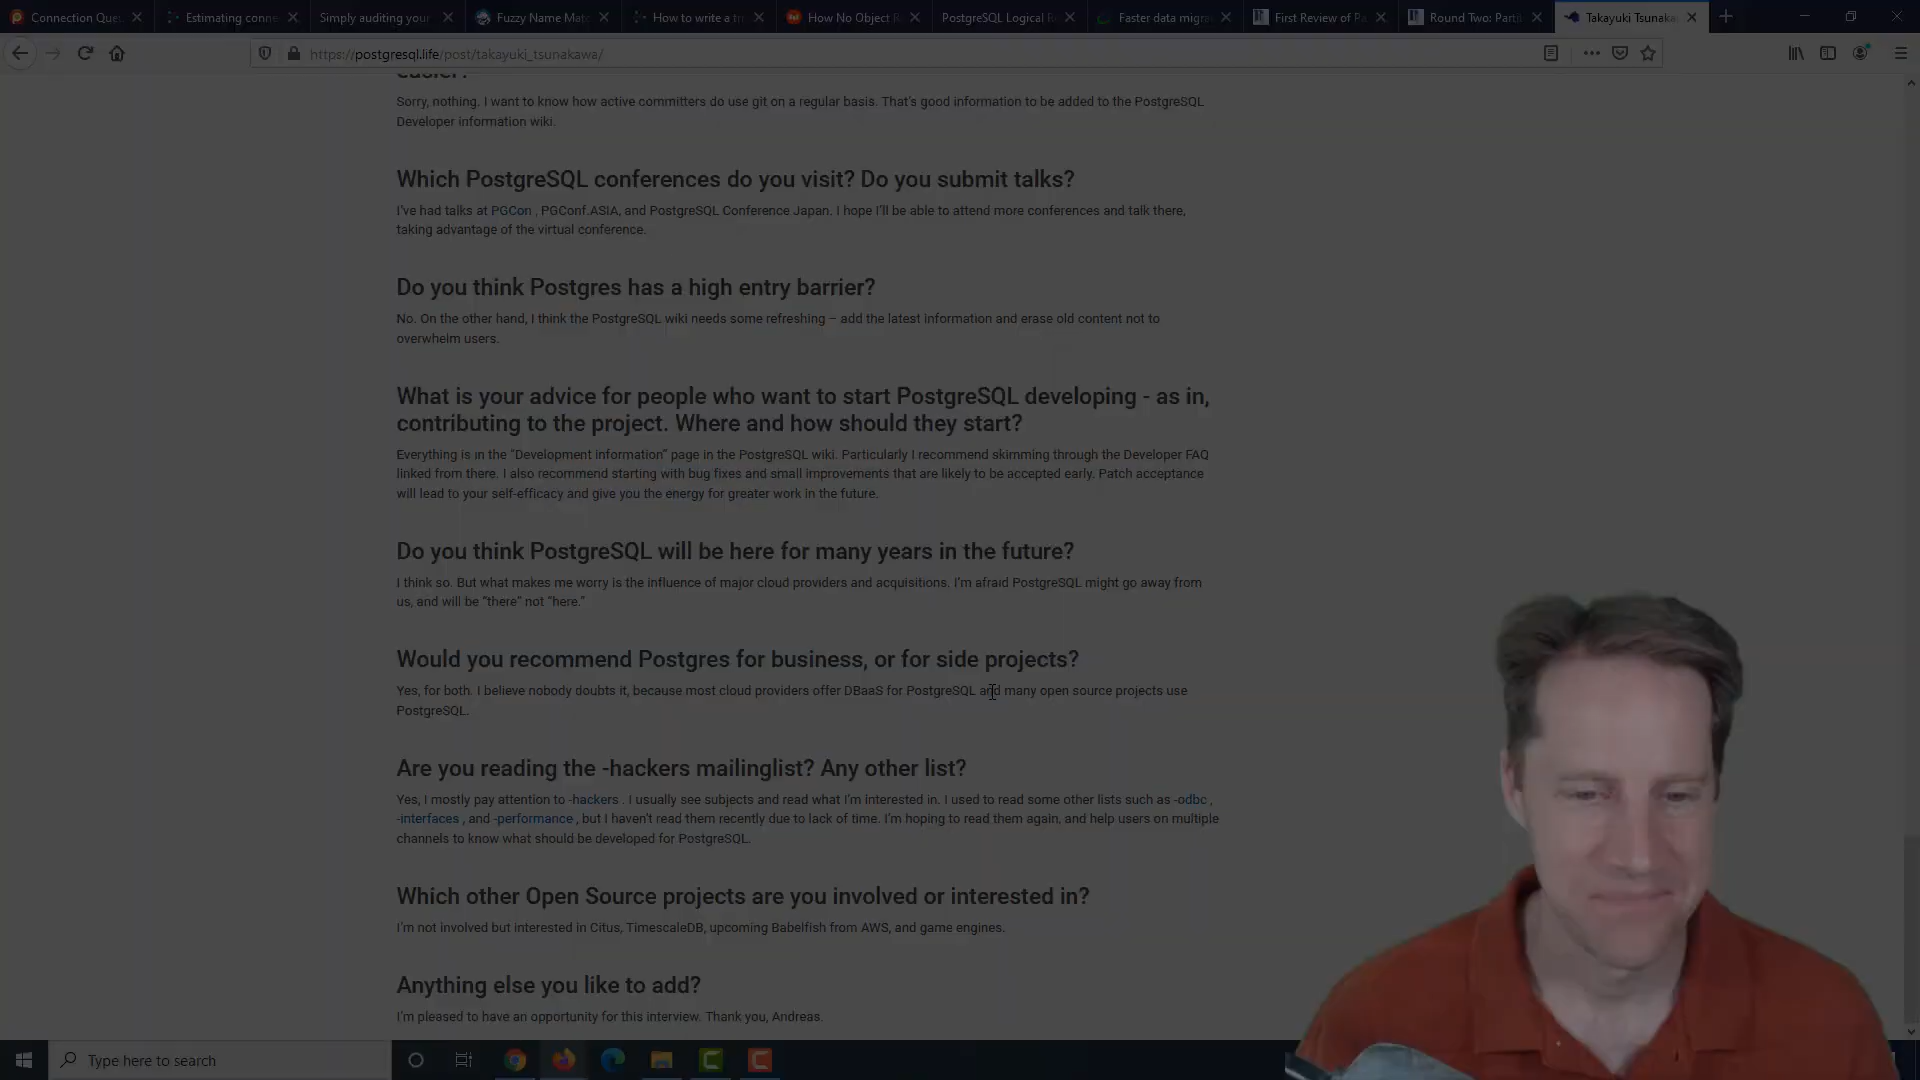 Connection Que
Estimating conne
Simply auditing your
Fuzzy Name Matc
How to write a tr
How No Object R
PostgreSQL Logical R
Faster data migra
First Review of Pa
Round Two: Parti
Takayuki Tsunaka
https://postgresql.life/post/takayuki_tsunakawa/
easier?
Sorry, nothing. I want to know how active committers do use git on a regular basis. That's good information to be added to the PostgreSQL
Developer information wiki.
Which PostgreSQL conferences do you visit? Do you submit talks?
I've had talks at PGCon , PGConf.ASIA, and PostgreSQL Conference Japan. I hope I'll be able to attend more conferences and talk there,
taking advantage of the virtual conference.
Do you think Postgres has a high entry barrier?
No. On the other hand, I think the PostgreSQL wiki needs some refreshing – add the latest information and erase old content not to
overwhelm users.
What is your advice for people who want to start PostgreSQL developing - as in,
contributing to the project. Where and how should they start?
Everything is in the "Development information" page in the PostgreSQL wiki. Particularly I recommend skimming through the Developer FAQ
linked from there. I also recommend starting with bug fixes and small improvements that are likely to be accepted early. Patch acceptance
will lead to your self-efficacy and give you the energy for greater work in the future.
Do you think PostgreSQL will be here for many years in the future?
I think so. But what makes me worry is the influence of major cloud providers and acquisitions. I'm afraid PostgreSQL might go away from
us, and will be "there" not "here."
Would you recommend Postgres for business, or for side projects?
Yes, for both. I believe nobody doubts it, because most cloud providers offer DBaaS for PostgreSQL and many open source projects use
PostgreSQL.
Are you reading the -hackers mailinglist? Any other list?
Yes, I mostly pay attention to -hackers . I usually see subjects and read what I'm interested in. I used to read some other lists such as -odbc ,
-interfaces , and -performance , but I haven't read them recently due to lack of time. I'm hoping to read them again, and help users on multiple
channels to know what should be developed for PostgreSQL.
Which other Open Source projects are you involved or interested in?
I'm not involved but interested in Citus, TimescaleDB, upcoming Babelfish from AWS, and game engines.
Anything else you like to add?
I'm pleased to have an opportunity for this interview. Thank you, Andreas.
Type here to search